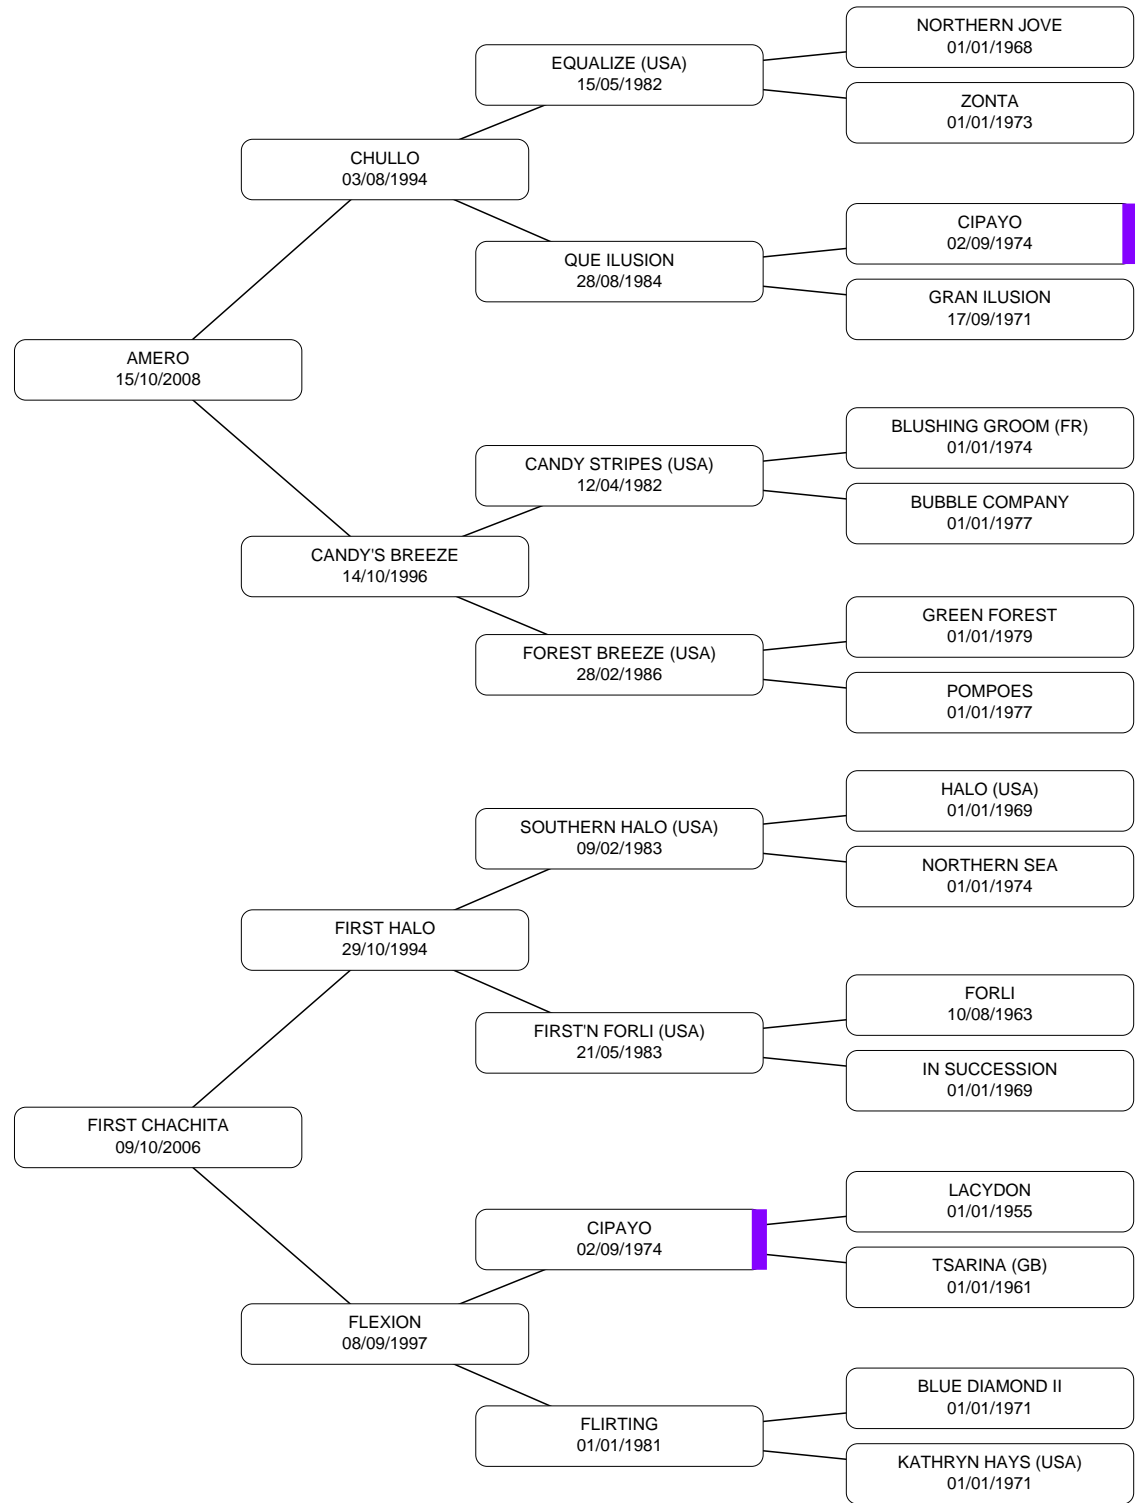 NORTHERN JOVE
01/01/1968
EQUALIZE (USA)
15/05/1982
ZONTA
01/01/1973
CHULLO
03/08/1994
CIPAYO
02/09/1974
QUE ILUSION
28/08/1984
GRAN ILUSION
17/09/1971
AMERO
15/10/2008
BLUSHING GROOM (FR)
01/01/1974
CANDY STRIPES (USA)
12/04/1982
BUBBLE COMPANY
01/01/1977
CANDY'S BREEZE
14/10/1996
GREEN FOREST
01/01/1979
FOREST BREEZE (USA)
28/02/1986
POMPOES
01/01/1977
HALO (USA)
01/01/1969
SOUTHERN HALO (USA)
09/02/1983
NORTHERN SEA
01/01/1974
FIRST HALO
29/10/1994
FORLI
10/08/1963
FIRST'N FORLI (USA)
21/05/1983
IN SUCCESSION
01/01/1969
FIRST CHACHITA
09/10/2006
LACYDON
01/01/1955
CIPAYO
02/09/1974
TSARINA (GB)
01/01/1961
FLEXION
08/09/1997
BLUE DIAMOND II
01/01/1971
FLIRTING
01/01/1981
KATHRYN HAYS (USA)
01/01/1971